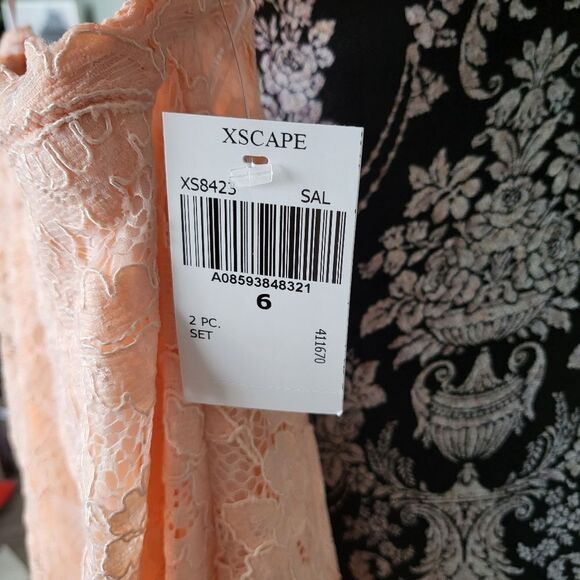 XSCAPE
XS8423 SAL
A08593848321
6
2 PC.
SET
411670